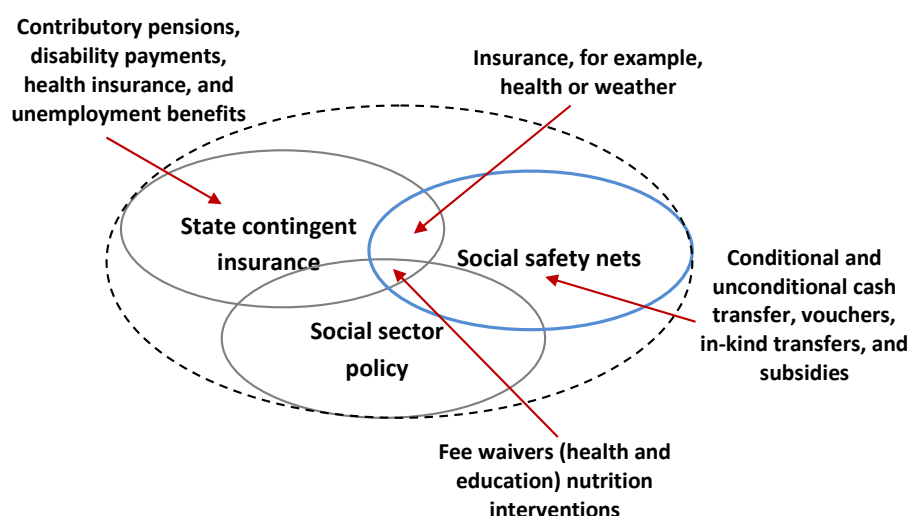 Contributory pensions,
disability payments,
health insurance, and
unemployment benefits
Insurance, for example,
health or weather
State contingent
insurance
Social safety nets
Social sector
policy
Conditional and
unconditional cash
transfer, vouchers,
in-kind transfers, and
subsidies
Fee waivers (health and
education) nutrition
interventions